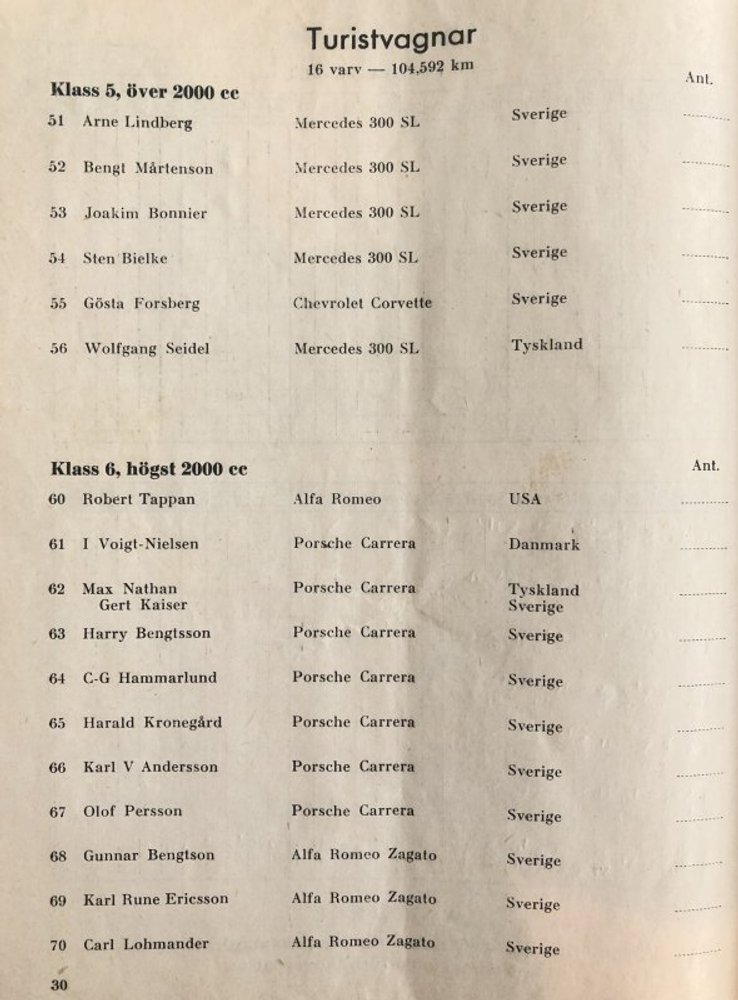 Turistvagnar
16 varv — 104,592 km
Klass 5, över 2000 cc Ant.
51 Arne Lindberg Mercedes 300 SL Sverige
52 Bengt Mårtenson Mercedes 300 SL Sverige
53 Joakim Bonnier Mercedes 300 SL Sverige
54 Sten Bielke Mercedes 300 SL Sverige
55 Gösta Forsberg Chevrolet Corvette Sverige
56 Wolfgang Seidel Mercedes 300 SL Tyskland
Klass 6, högst 2000 cc Ant.
60 Robert Tappan Alfa Romeo USA
61 I Voigt-Nielsen Porsche Carrera Danmark
62 Max Nathan Porsche Carrera Tyskland
Gert Kaiser Sverige
63 Harry Bengtsson Porsche Carrera Sverige
64 C-G Hammarlund Porsche Carrera Sverige
65 Harald Kronegård Porsche Carrera Sverige
66 Karl V Andersson Porsche Carrera Sverige
67 Olof Persson Porsche Carrera Sverige
68 Gunnar Bengtson Alfa Romeo Zagato Sverige
69 Karl Rune Ericsson Alfa Romeo Zagato Sverige
70 Carl Lohmander Alfa Romeo Zagato Sverige
30